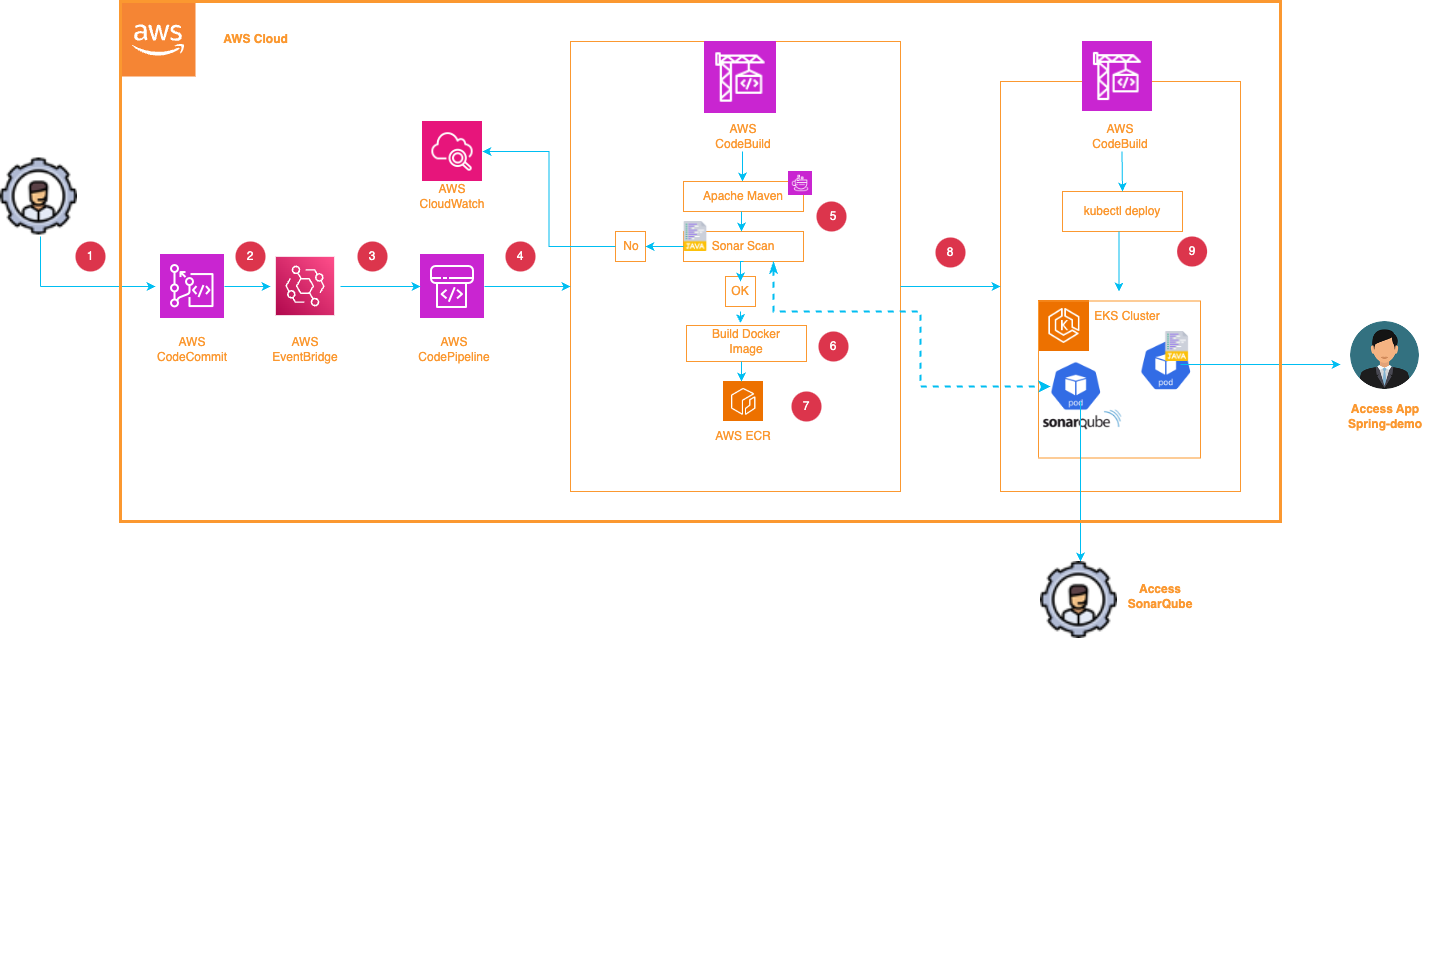 aws
AWS Cloud
AWS
CodeBuild
AWS
CodeBuild
AWS
CloudWatch
Apache Maven
kubectl deploy
5
No
JAVA
Sonar Scan
1
2
3
4
8
9
OK
EKS Cluster
K
AWS
CodeCommit
AWS
EventBridge
AWS
CodePipeline
Build Docker
Image
6
JAVA
pod
pod
7
sonarqube
AWS ECR
Access App
Spring-demo
Access
SonarQube